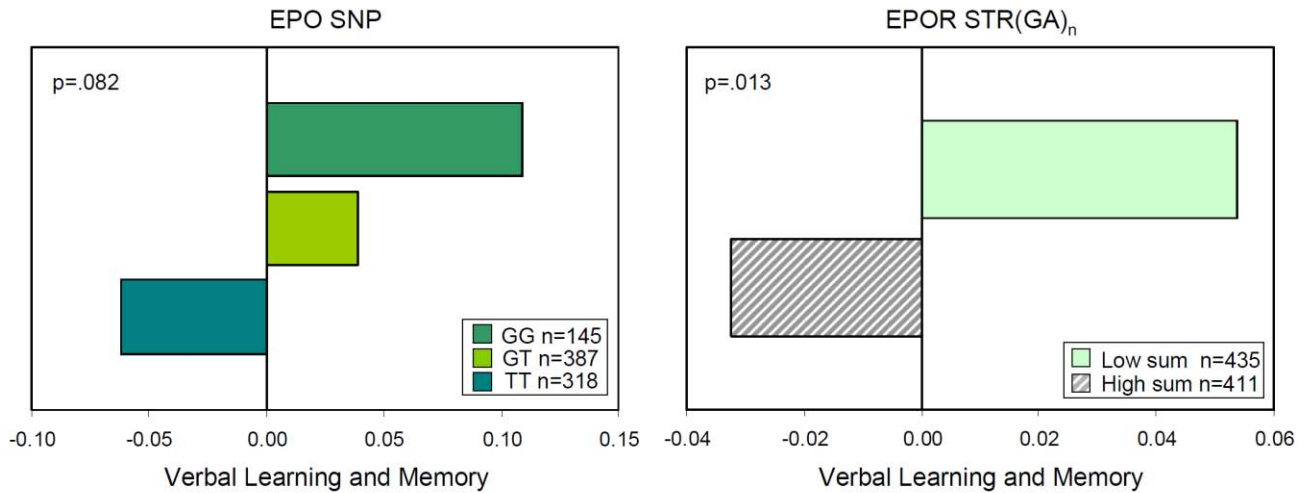 EPO SNP
p=.082
GG n=145
GT n=387
TT n=318
-0.10 -0.05 0.00 0.05 0.10 0.15
Verbal Learning and Memory
EPOR STR(GA)n
p=.013
Low sum n=435
High sum n=411
-0.04 -0.02 0.00 0.02 0.04 0.06
Verbal Learning and Memory